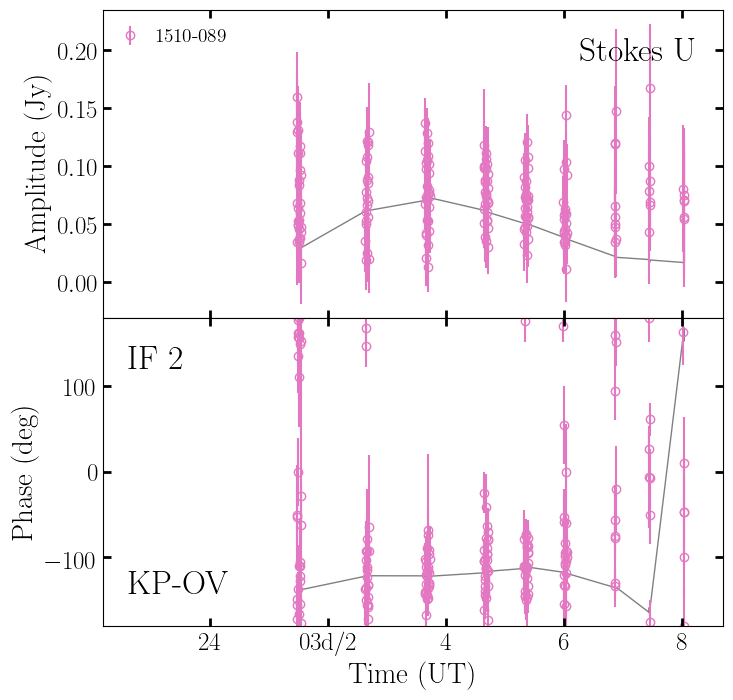 1510-089
Stokes U
Amplitude (Jy)
0.20
0.15
0.10
0.05
0.00
IF 2
Phase (deg)
100
0
−100
KP-OV
24 03d/2 4 6 8
Time (UT)